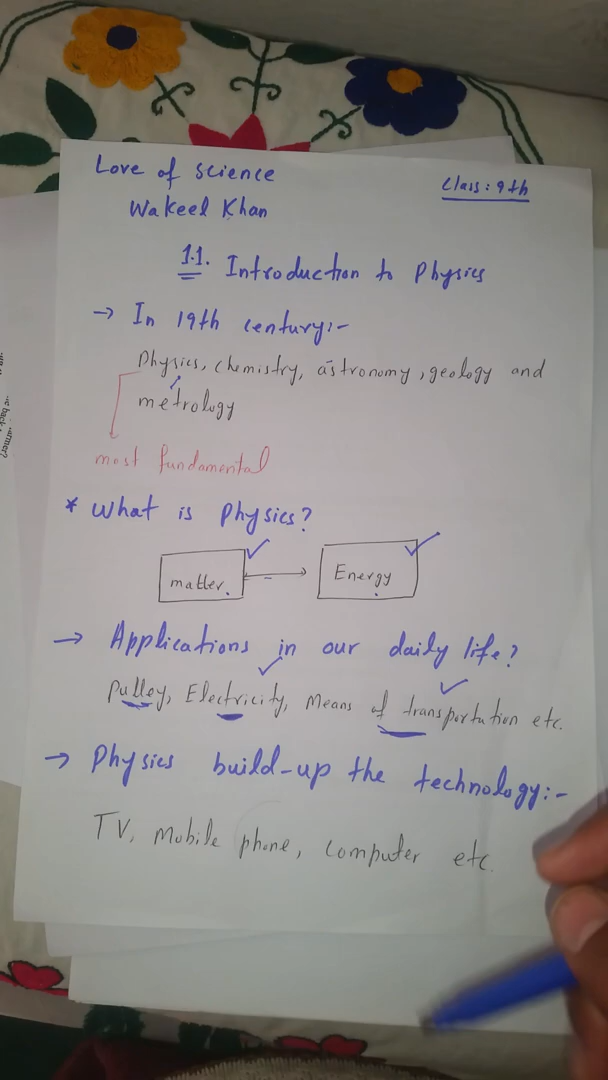 Love of science
Class: 9th
Wakeel Khan
1.1. Introduction to Physics
→ In 19th century:-
Physics, chemistry, astronomy, geology and
metrology
most fundamental
* What is Physics?
matter. Energy
→ Applications in our daily life?
Pulley, Electricity, Means of transportation etc.
→ Physics build-up the technology:-
TV, Mobile phone, Computer etc.